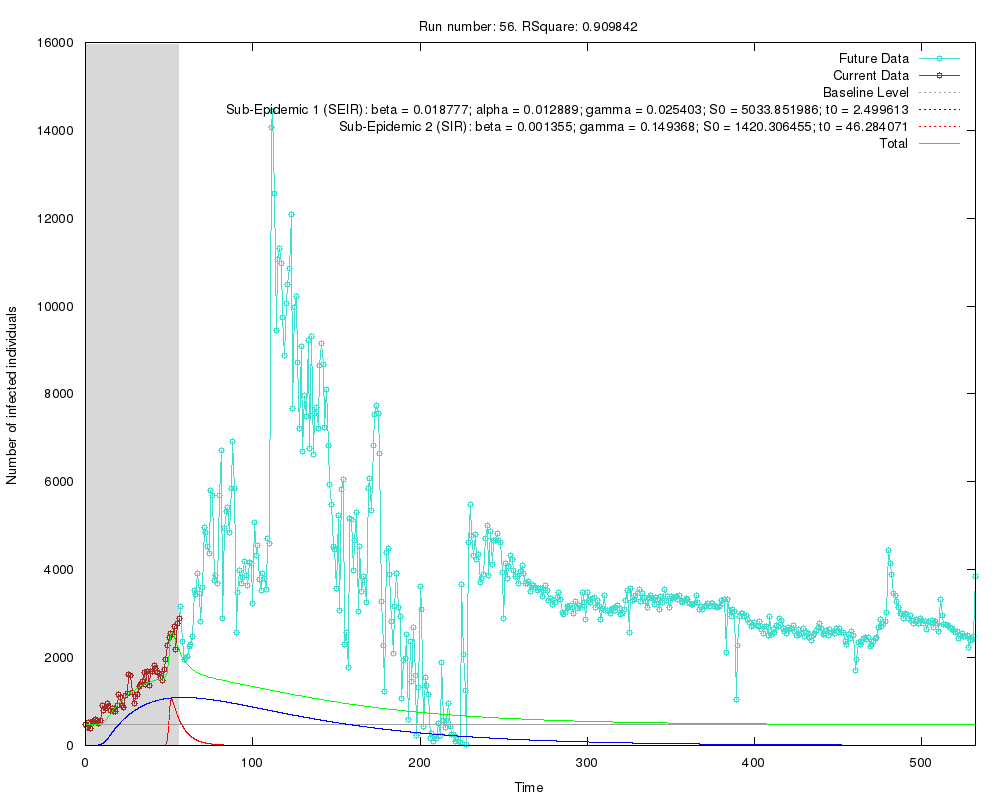 Run number: 56. RSquare: 0.909842
16000
14000
12000
10000
8000
6000
4000
2000
0
Number of infected individuals
Future Data
Current Data
Baseline Level
Sub-Epidemic 1 (SEIR): beta = 0.018777; alpha = 0.012889; gamma = 0.025403; S0 = 5033.851986; t0 = 2.499613
Sub-Epidemic 2 (SIR): beta = 0.001355; gamma = 0.149368; S0 = 1420.306455; t0 = 46.284071
Total
0 100 200 300 400 500
Time